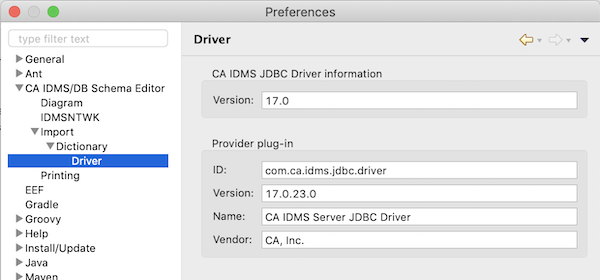 Preferences
type filter text
General
Ant
CA IDMS/DB Schema Editor
Diagram
IDMSNTWK
Import
Dictionary
Driver
Printing
EEF
Gradle
Groovy
Help
Install/Update
Java
Maven
Driver
CA IDMS JDBC Driver information
Version: 17.0
Provider plug-in
ID: com.ca.idms.jdbc.driver
Version: 17.0.23.0
Name: CA IDMS Server JDBC Driver
Vendor: CA, Inc.